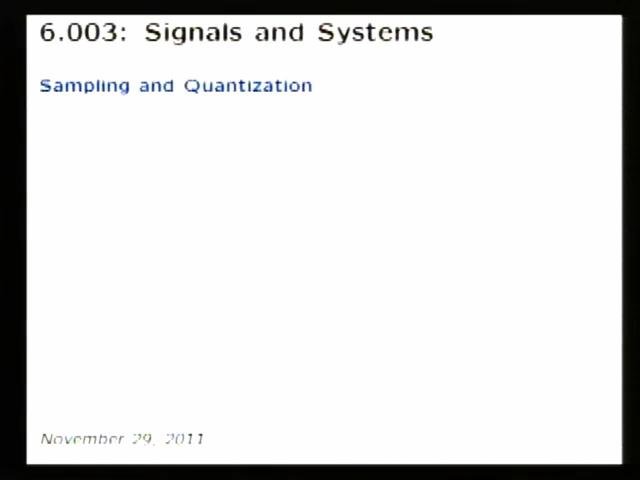 6.003: Signals and Systems
Sampling and Quantization
November 29, 2011